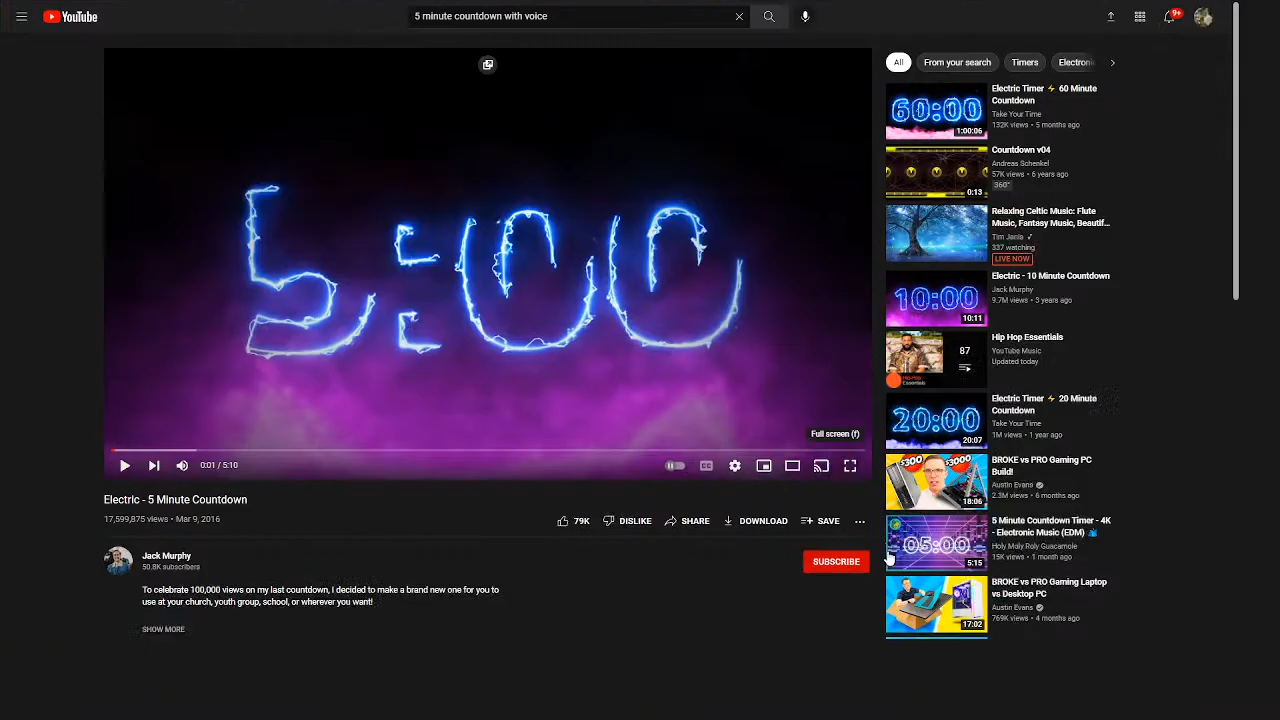 YouTube
5 minute countdown with voice
9+
5:00
Full screen (f)
0:01 / 5:10
CC
Electric - 5 Minute Countdown
17,599,875 views • Mar 9, 2016
79K
DISLIKE
SHARE
DOWNLOAD
SAVE
Jack Murphy
50.8K subscribers
SUBSCRIBE
To celebrate 100,000 views on my last countdown, I decided to make a brand new one for you to
use at your church, youth group, school, or wherever you want!
SHOW MORE
All
From your search
Timers
60:00
1:00:06
Electric Timer ⚡ 60 Minute
Countdown
Take Your Time
132K views • 5 months ago
0:13
Countdown v04
Andreas Schenkel
57K views • 6 years ago
360°
Relaxing Celtic Music: Flute
Music, Fantasy Music, Beautif...
Tim Janis
337 watching
LIVE NOW
10:00
10:11
Electric - 10 Minute Countdown
Jack Murphy
9.7M views • 3 years ago
Hip-Hop
Essentials
87
Hip Hop Essentials
YouTube Music
Updated today
20:00
20:07
Electric Timer ⚡ 20 Minute
Countdown
Take Your Time
1M views • 1 year ago
$300
$3000
18:06
BROKE vs PRO Gaming PC
Build!
Austin Evans
2.3M views • 6 months ago
05:00
5:15
5 Minute Countdown Timer - 4K
- Electronic Music (EDM)
Holy Maly Roly Guacamole
15K views • 1 month ago
17:02
BROKE vs PRO Gaming Laptop
vs Desktop PC
Austin Evans
769K views • 4 months ago